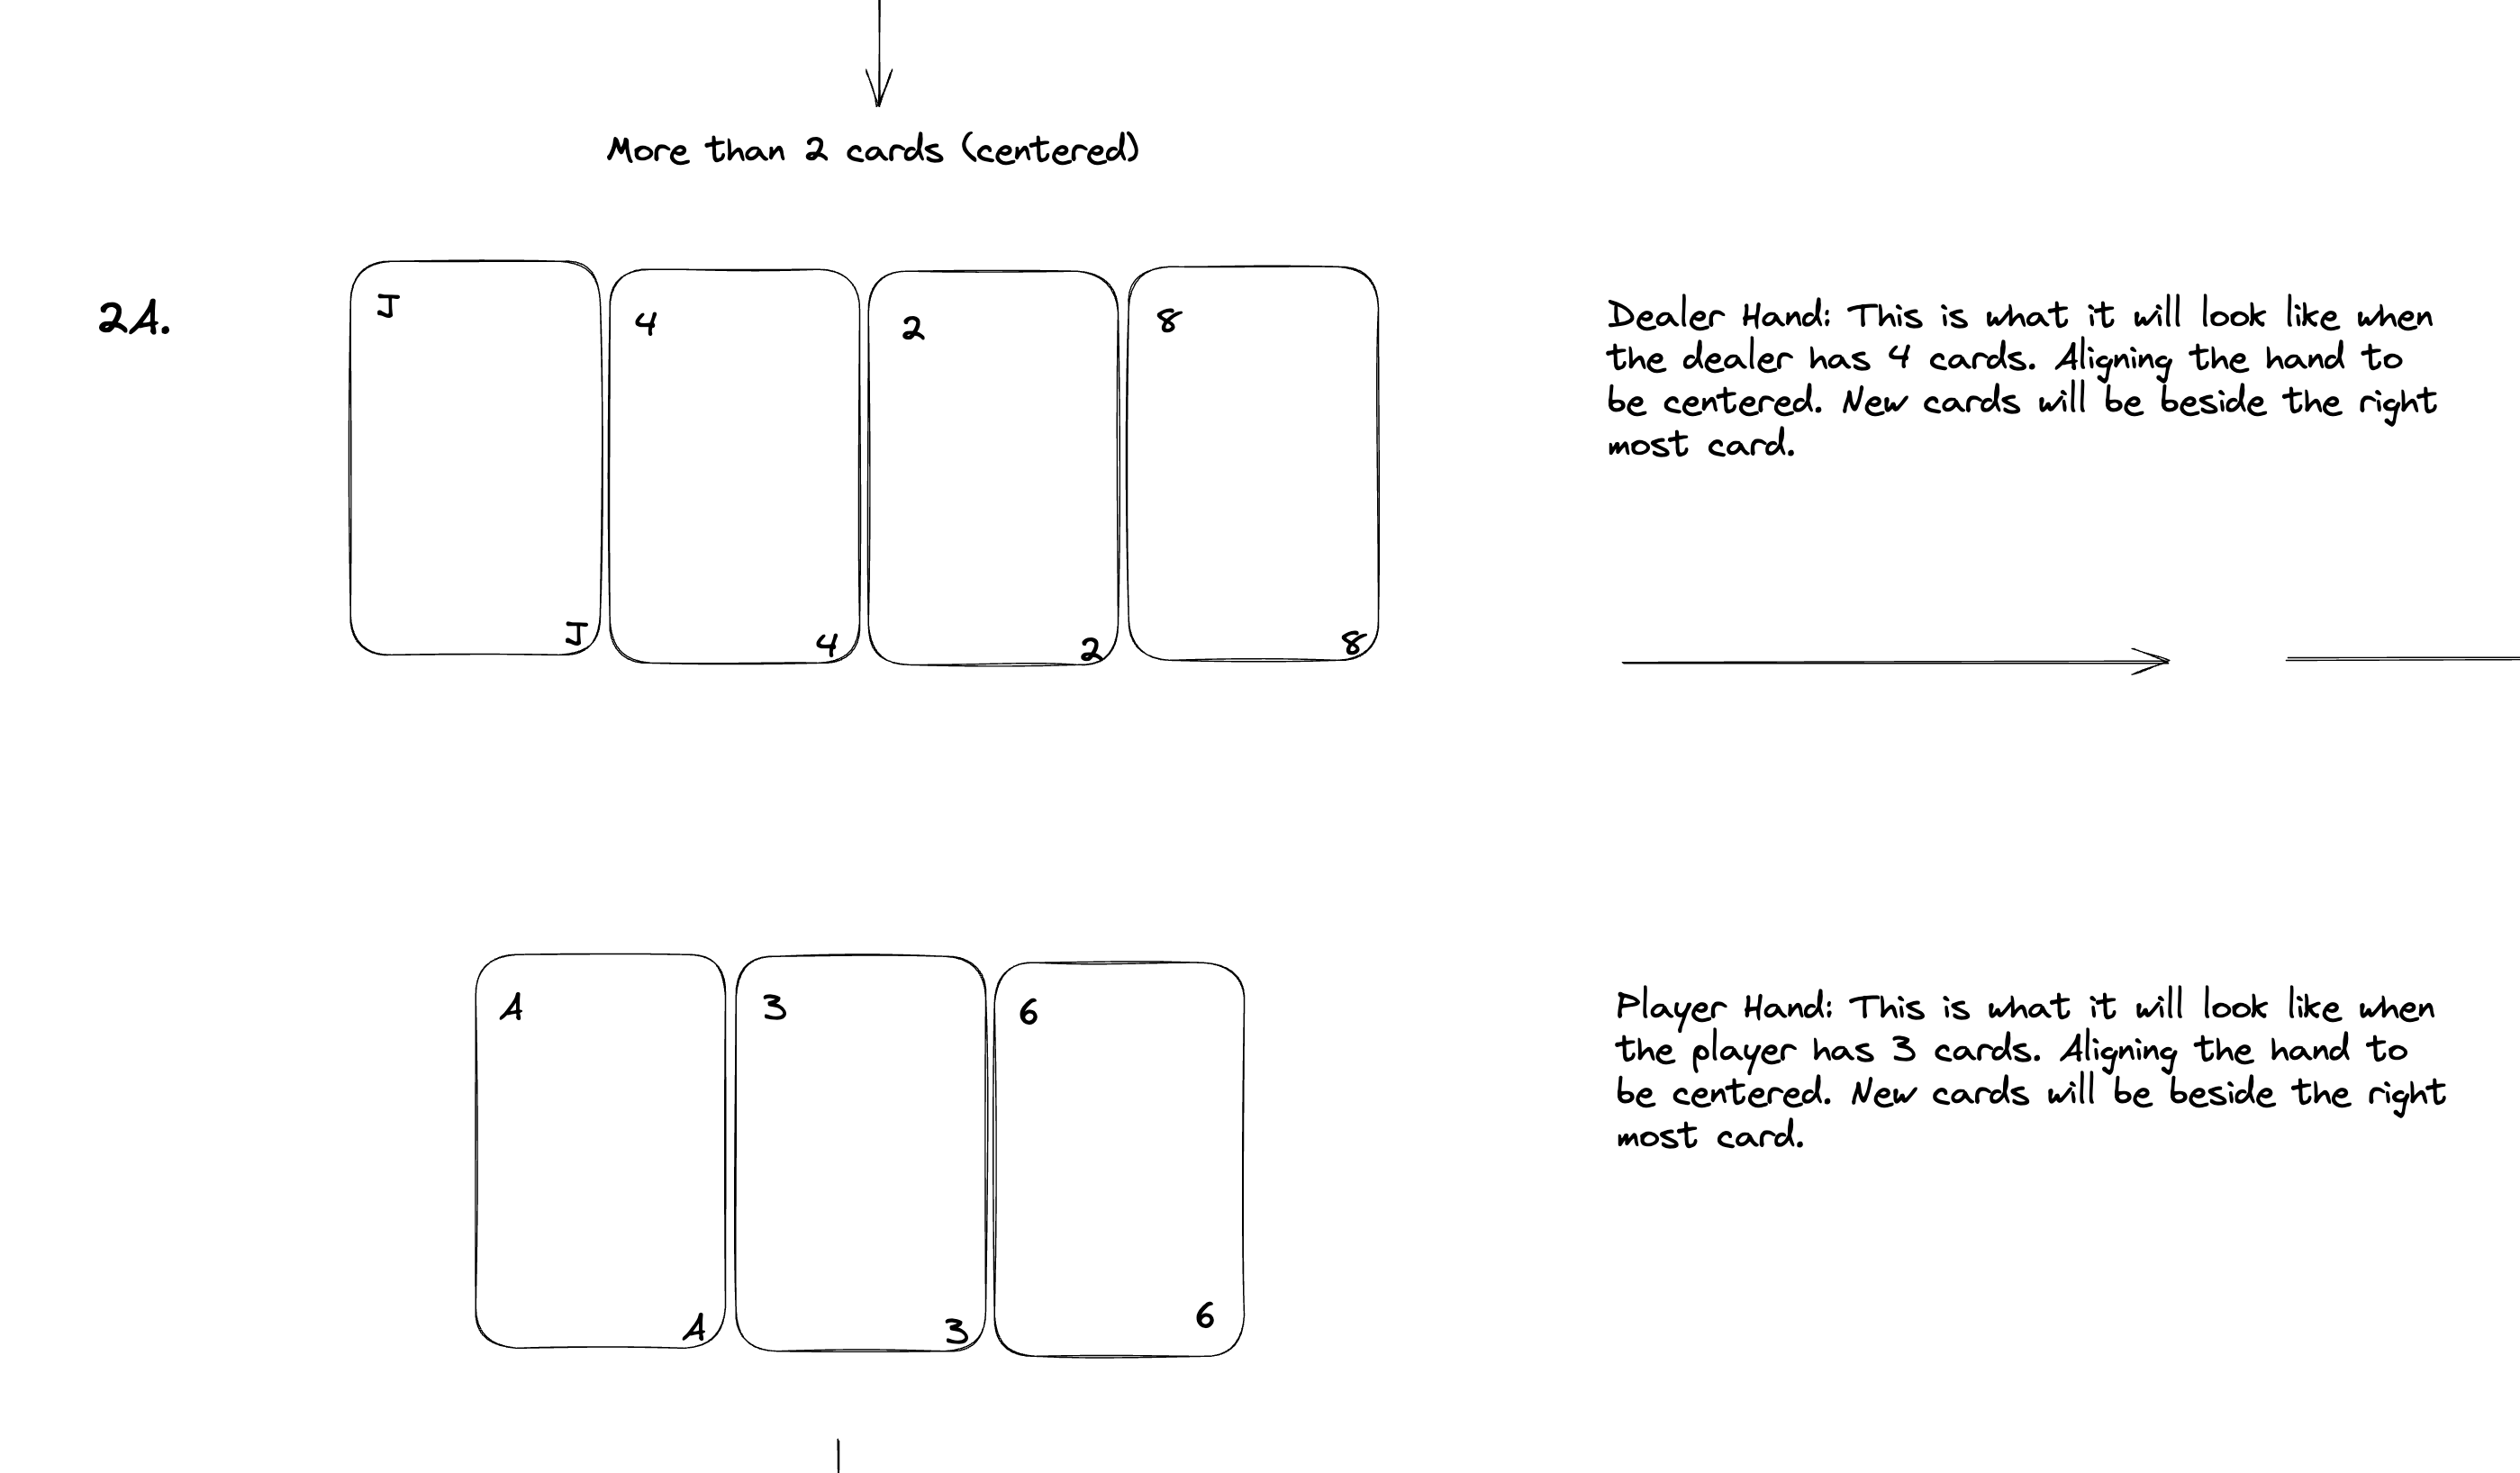 More than 2 cards (centered)
2A.
J
4
2
8
J
4
2
8
Dealer Hand: This is what it will look like when
the dealer has 4 cards. Aligning the hand to
be centered. New cards will be beside the right
most card.
A
3
6
A
3
6
Player Hand: This is what it will look like when
the player has 3 cards. Aligning the hand to
be centered. New cards will be beside the right
most card.